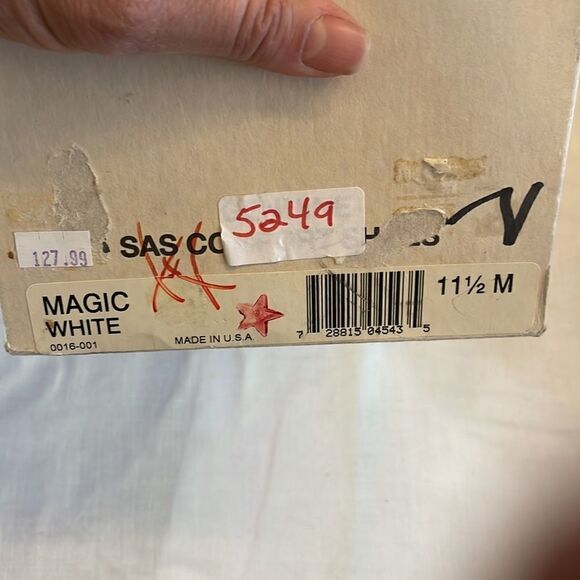 5249
127.99
SAS CO
MAGIC
WHITE
0016-001
MADE IN U.S.A.
7 28815 04543 5
11½ M